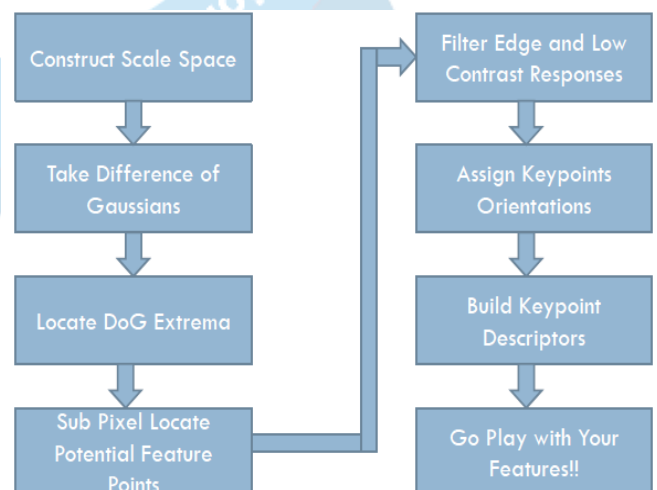 Construct Scale Space
Take Difference of
Gaussians
Locate DoG Extrema
Sub Pixel Locate
Potential Feature
Points
Filter Edge and Low
Contrast Responses
Assign Keypoints
Orientations
Build Keypoint
Descriptors
Go Play with Your
Features!!